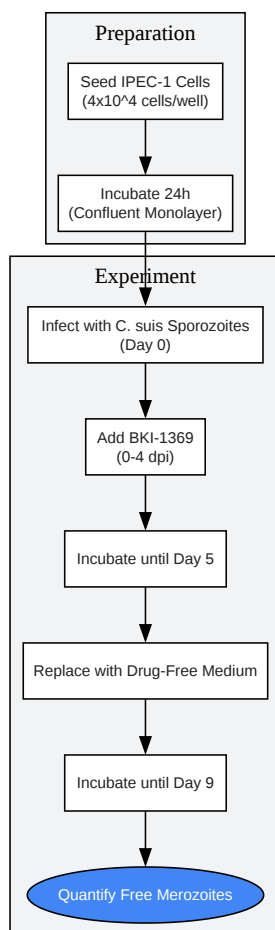 Preparation
Seed IPEC-1 Cells
(4x10^4 cells/well)
Incubate 24h
(Confluent Monolayer)
Experiment
Infect with C. suis Sporozoites
(Day 0)
Add BKI-1369
(0-4 dpi)
Incubate until Day 5
Replace with Drug-Free Medium
Incubate until Day 9
Quantify Free Merozoites